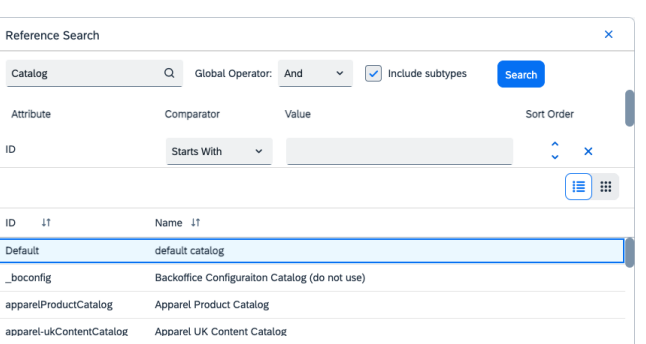 Reference Search
Catalog Global Operator: And Include subtypes Search
Attribute Comparator Value Sort Order
ID Starts With
ID Name
Default default catalog
_boconfig Backoffice Configuraiton Catalog (do not use)
apparelProductCatalog Apparel Product Catalog
apparel-ukContentCatalog Apparel UK Content Catalog